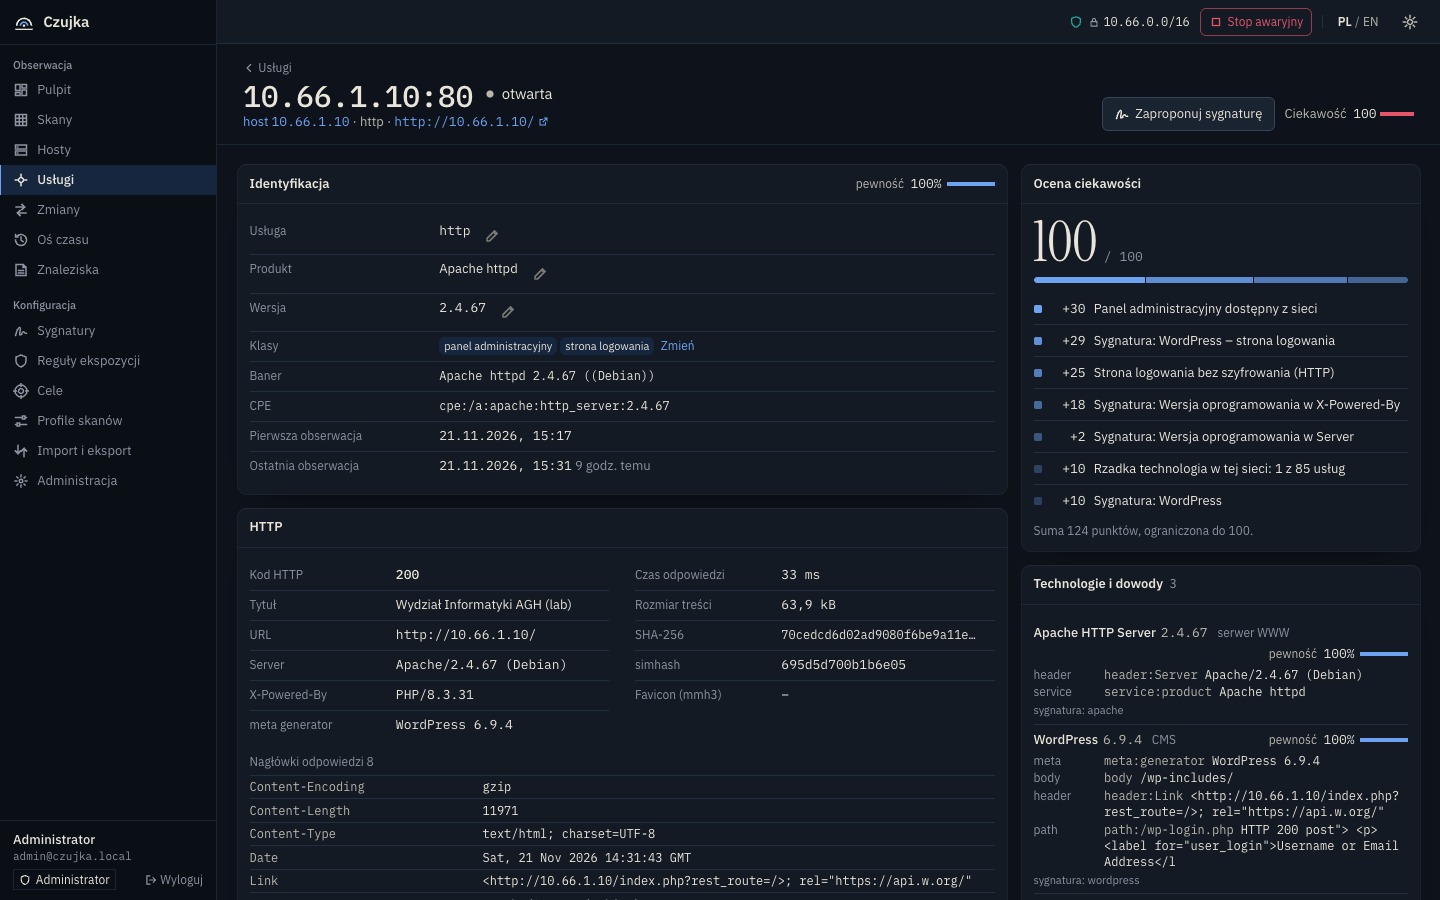 Czujka
10.66.0.0/16
Stop awaryjny
PL / EN
Obserwacja
Pulpit
Skany
Hosty
Usługi
Zmiany
Oś czasu
Znaleziska
Konfiguracja
Sygnatury
Reguły ekspozycji
Cele
Profile skanów
Import i eksport
Administracja
Administrator
admin@czujka.local
Administrator
Wyloguj
Usługi
10.66.1.10:80 otwarta
host 10.66.1.10 · http · http://10.66.1.10/
Zaproponuj sygnaturę
Ciekawość 100
Identyfikacja
pewność 100%
Usługa http
Produkt Apache httpd
Wersja 2.4.67
Klasy panel administracyjny strona logowania Zmień
Baner Apache httpd 2.4.67 ((Debian))
CPE cpe:/a:apache:http_server:2.4.67
Pierwsza obserwacja 21.11.2026, 15:17
Ostatnia obserwacja 21.11.2026, 15:31 9 godz. temu
HTTP
Kod HTTP 200
Tytuł Wydział Informatyki AGH (lab)
URL http://10.66.1.10/
Server Apache/2.4.67 (Debian)
X-Powered-By PHP/8.3.31
meta generator WordPress 6.9.4
Czas odpowiedzi 33 ms
Rozmiar treści 63,9 kB
SHA-256 70cedcd6d02ad9080f6be9a11e…
simhash 695d5d700b1b6e05
Favicon (mmh3) –
Nagłówki odpowiedzi 8
Content-Encoding gzip
Content-Length 11971
Content-Type text/html; charset=UTF-8
Date Sat, 21 Nov 2026 14:31:43 GMT
Link <http://10.66.1.10/index.php?rest_route=/>; rel="https://api.w.org/"
Ocena ciekawości
100 / 100
+30 Panel administracyjny dostępny z sieci
+29 Sygnatura: WordPress – strona logowania
+25 Strona logowania bez szyfrowania (HTTP)
+18 Sygnatura: Wersja oprogramowania w X-Powered-By
+2 Sygnatura: Wersja oprogramowania w Server
+10 Rzadka technologia w tej sieci: 1 z 85 usług
+10 Sygnatura: WordPress
Suma 124 punktów, ograniczona do 100.
Technologie i dowody 3
Apache HTTP Server 2.4.67 serwer WWW
pewność 100%
header header:Server Apache/2.4.67 (Debian)
service service:product Apache httpd
sygnatura: apache
WordPress 6.9.4 CMS pewność 100%
meta meta:generator WordPress 6.9.4
body body /wp-includes/
header header:Link <http://10.66.1.10/index.php?
rest_route=/>; rel="https://api.w.org/"
path path:/wp-login.php HTTP 200 post"> <p>
<label for="user_login">Username or Email
Address</l
sygnatura: wordpress